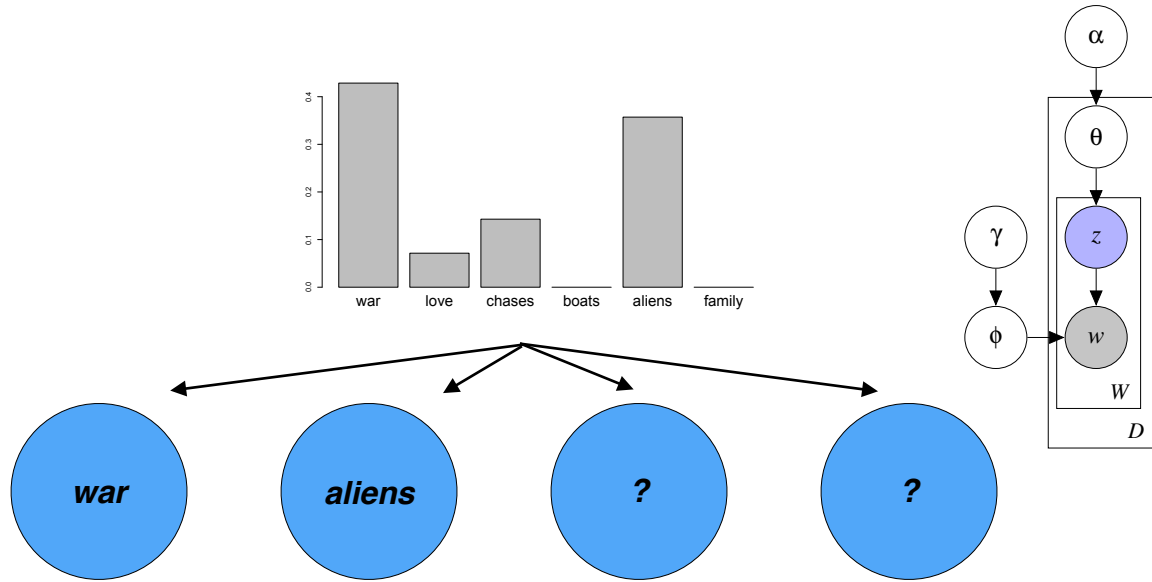 0.4
0.3
0.2
0.1
0.0
war love chases boats aliens family
war aliens ? ?
α
θ
γ z
ϕ w
W
D